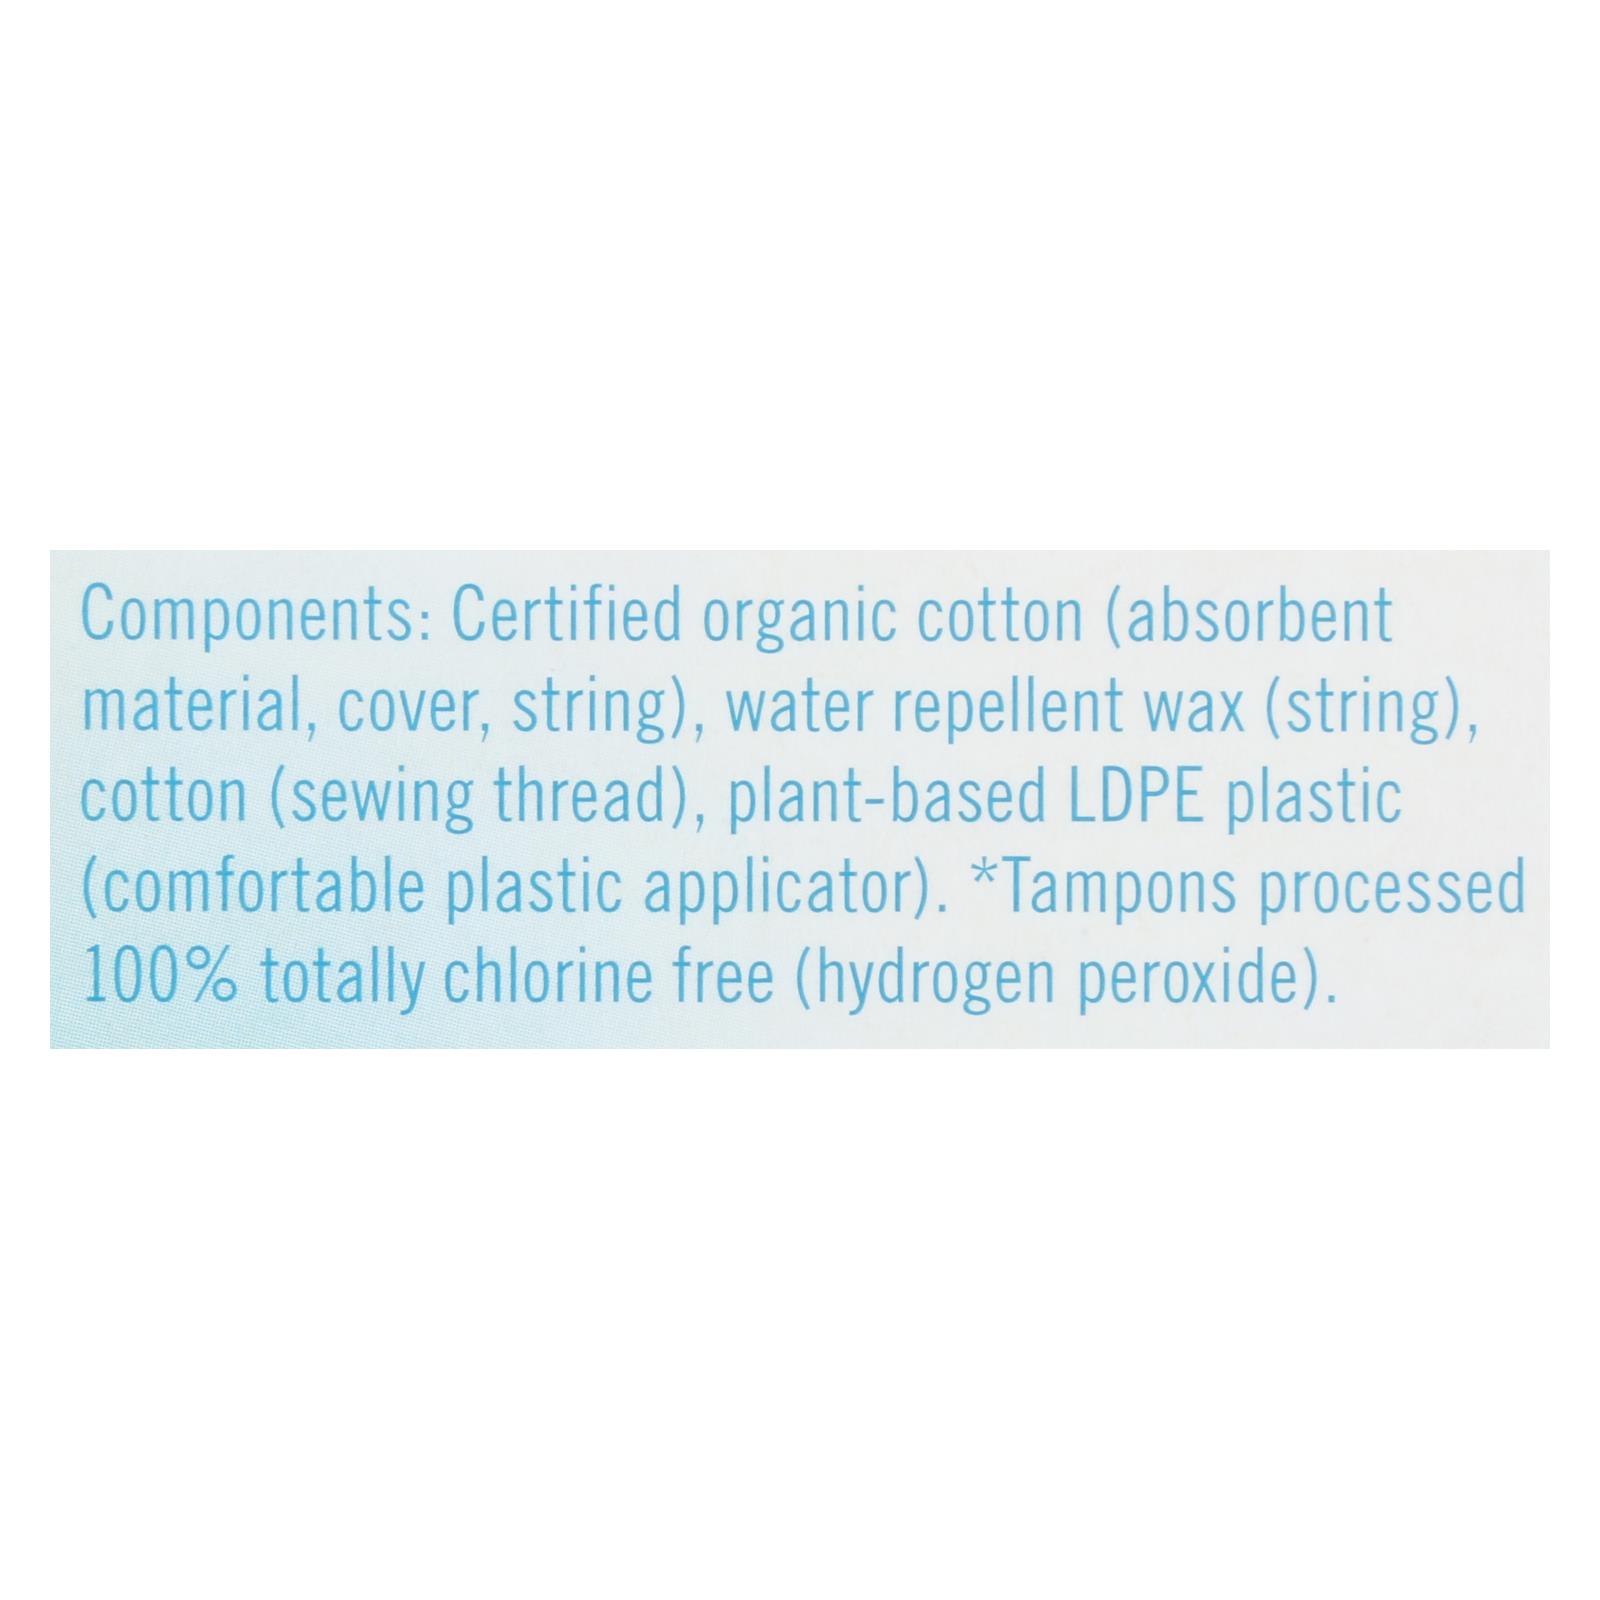 Components: Certified organic cotton (absorbent
material, cover, string), water repellent wax (string),
cotton (sewing thread), plant-based LDPE plastic
(comfortable plastic applicator). *Tampons processed
100% totally chlorine free (hydrogen peroxide).